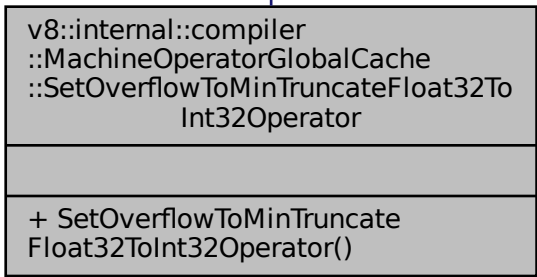 v8::internal::compiler
::MachineOperatorGlobalCache
::SetOverflowToMinTruncateFloat32To
Int32Operator
+ SetOverflowToMinTruncate
Float32ToInt32Operator()